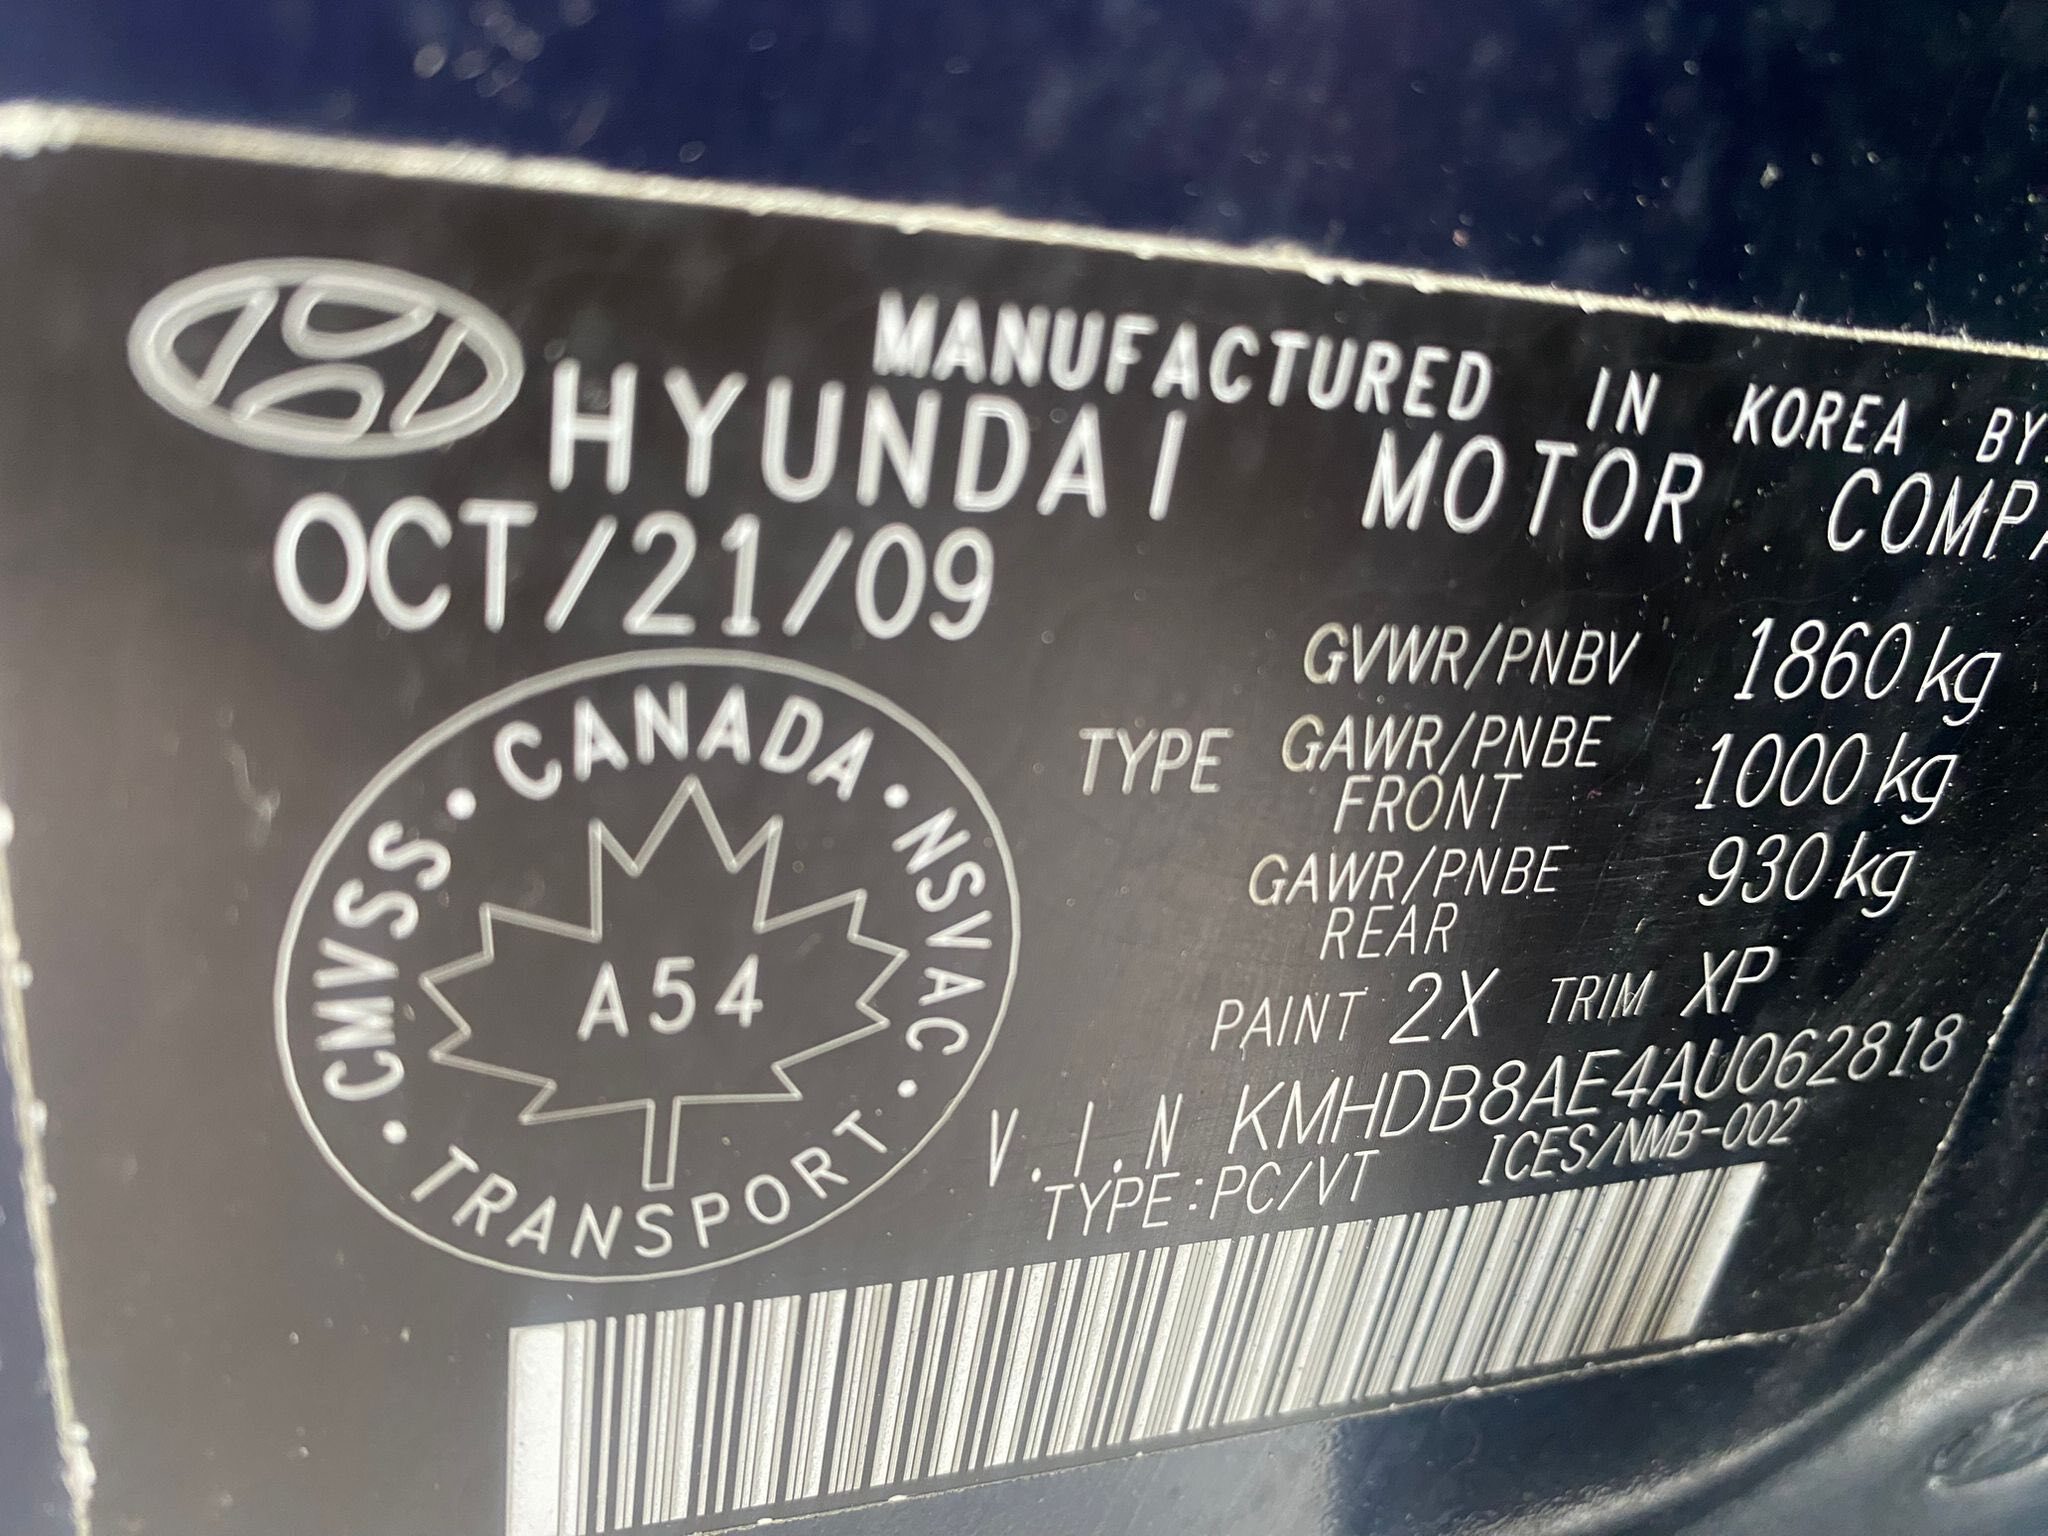 MANUFACTURED IN KOREA BY
HYUNDAI MOTOR
OCT/21/09
GVWR/PNBV 1860kg
TYPE GAWR/PNBE FRONT 1000kg
GAWR/PNBE REAR 930kg
PAINT 2X TRIM XP
V.I.N KMHDB8AE4AU062818
TYPE:PC/VT ICES/NMB-002
CANADA · NSVAC · TRANSPORT · CMVSS ·
A54